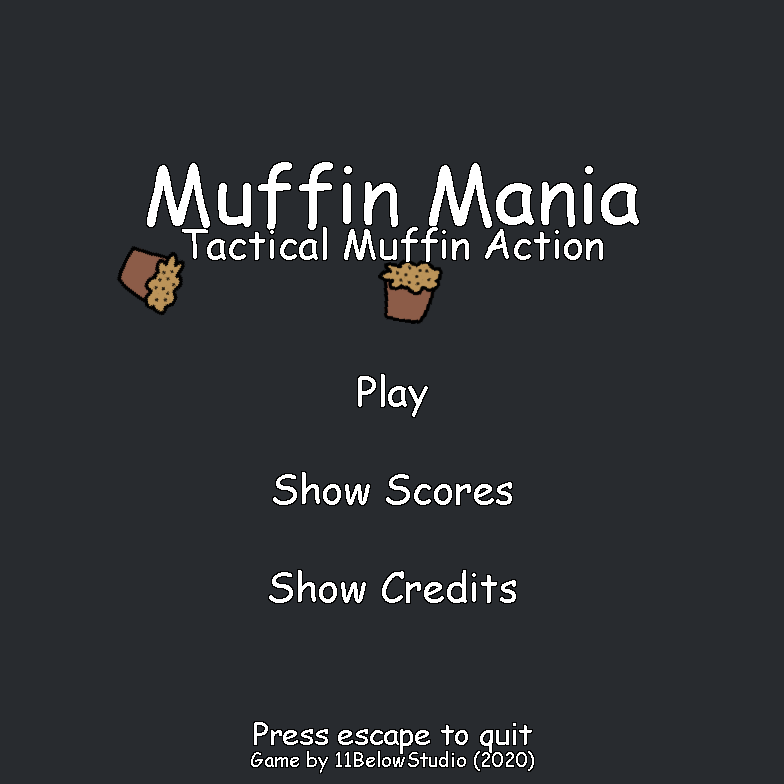 Muffin Mania
Tactical Muffin Action
Play
Show Scores
Show Credits
Press escape to quit
Game by 11BelowStudio (2020)